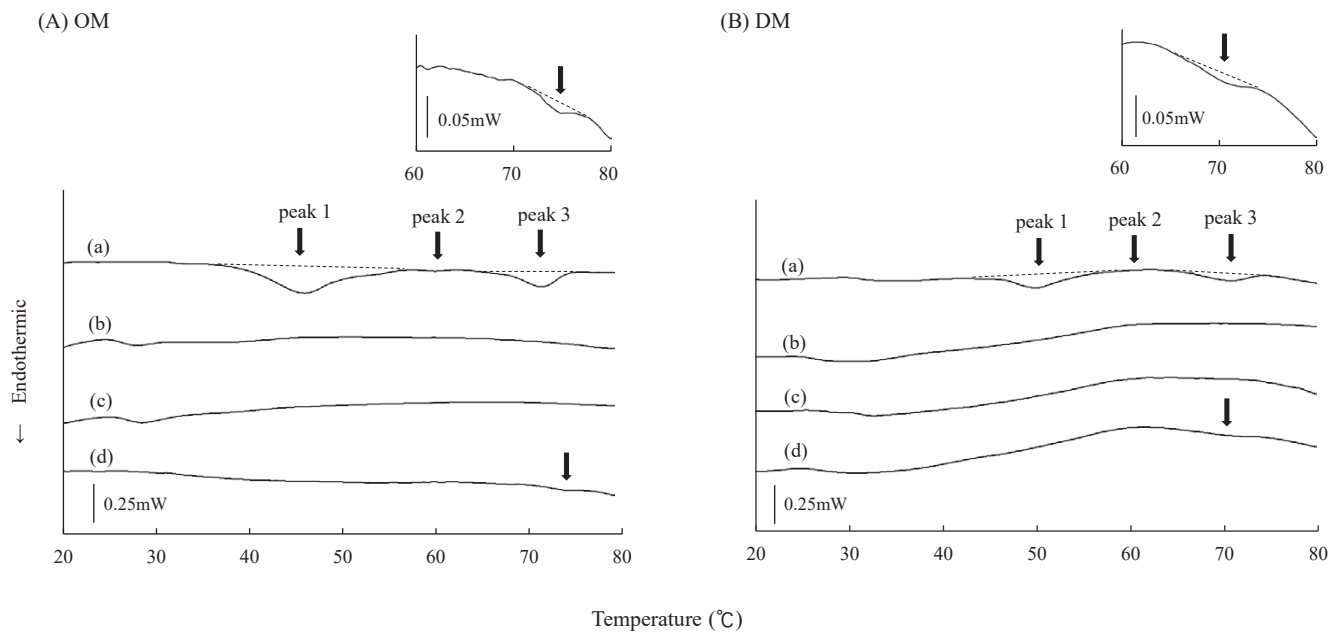 (A) OM
(B) DM
0.05mW
60 70 80
0.05mW
60 70 80
peak 1 peak 2 peak 3
(a)
(b)
(c)
(d)
0.25mW
20 30 40 50 60 70 80
peak 1 peak 2 peak 3
(a)
(b)
(c)
(d)
0.25mW
20 30 40 50 60 70 80
← Endothermic
Temperature (℃)